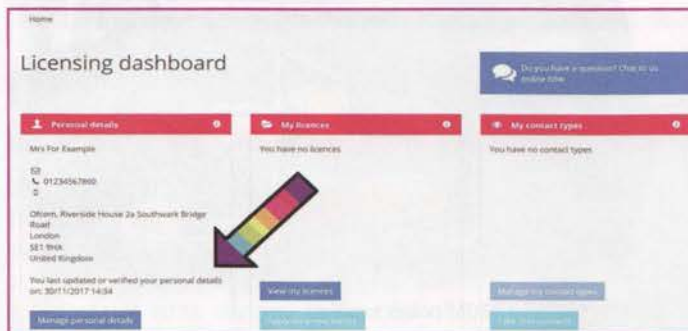 Home
Licensing dashboard
Do you have a question? Chat to us
online now
Personal details
My licences
My contact types
Mrs For Example
You have no licences
You have no contact types
01234567890
Ofcom, Riverside House 2a Southwark Bridge
Road
London
SE1 9HA
United Kingdom
You last updated or verified your personal details
on: 30/11/2017 14:34
View my licences
Manage my contact types
Manage personal details